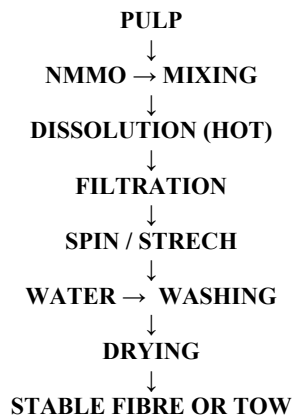 PULP
↓
NMMO → MIXING
↓
DISSOLUTION (HOT)
↓
FILTRATION
↓
SPIN / STRECH
↓
WATER → WASHING
↓
DRYING
↓
STABLE FIBRE OR TOW